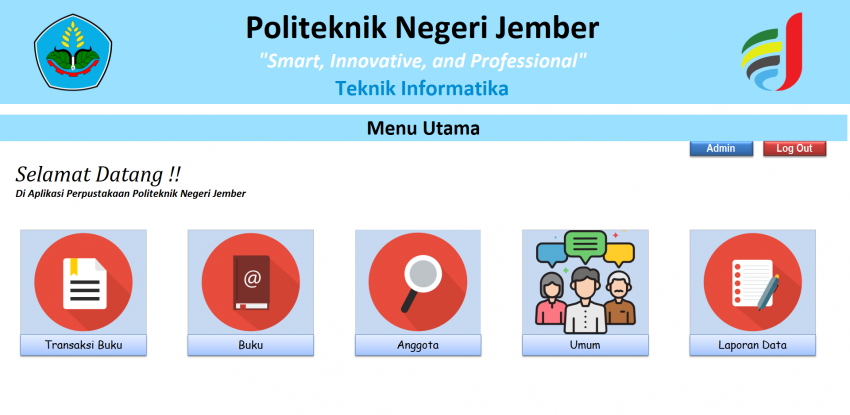 Politeknik Negeri Jember
"Smart, Innovative, and Professional"
Teknik Informatika
Menu Utama
Admin
Log Out
Selamat Datang !!
Di Aplikasi Perpustakaan Politeknik Negeri Jember
@
Transaksi Buku
Buku
Anggota
Umum
Laporan Data